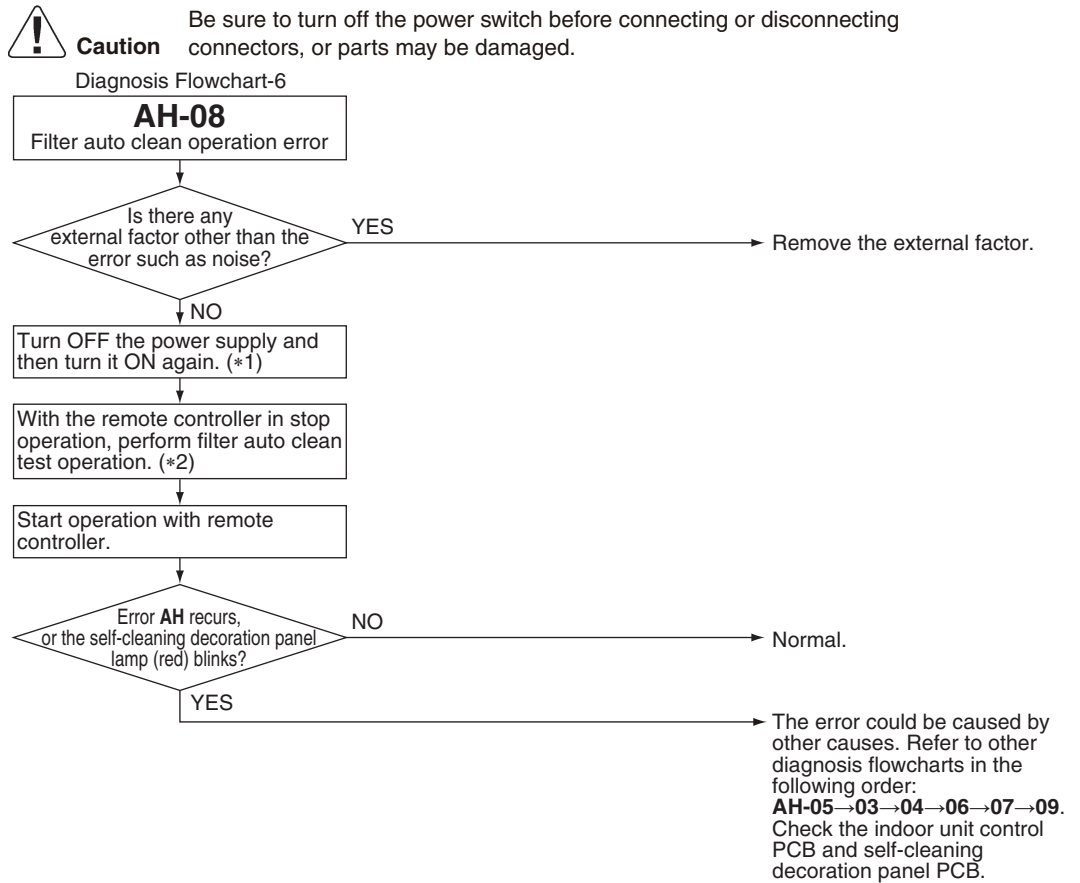 Be sure to turn off the power switch before connecting or disconnecting
Caution connectors, or parts may be damaged.
Diagnosis Flowchart-6
AH-08
Filter auto clean operation error
Is there any
external factor other than the
error such as noise?
YES
Remove the external factor.
NO
Turn OFF the power supply and
then turn it ON again. (*1)
With the remote controller in stop
operation, perform filter auto clean
test operation. (*2)
Start operation with remote
controller.
Error AH recurs,
or the self-cleaning decoration panel
lamp (red) blinks?
NO
Normal.
YES
The error could be caused by
other causes. Refer to other
diagnosis flowcharts in the
following order:
AH-05→03→04→06→07→09.
Check the indoor unit control
PCB and self-cleaning
decoration panel PCB.